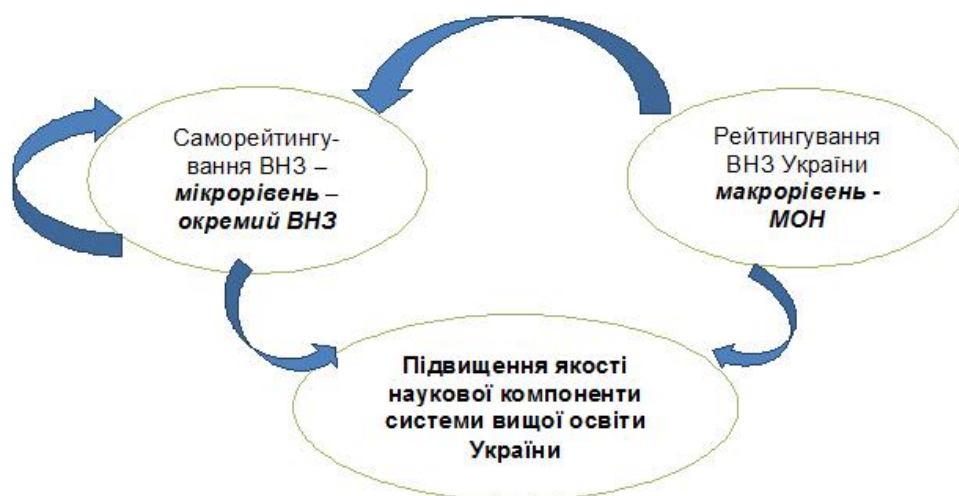 Саморейтингу-
вання ВНЗ –
мікрорівень –
окремий ВНЗ
Рейтингування
ВНЗ України
макрорівень -
МОН
Підвищення якості
наукової компоненти
системи вищої освіти
України